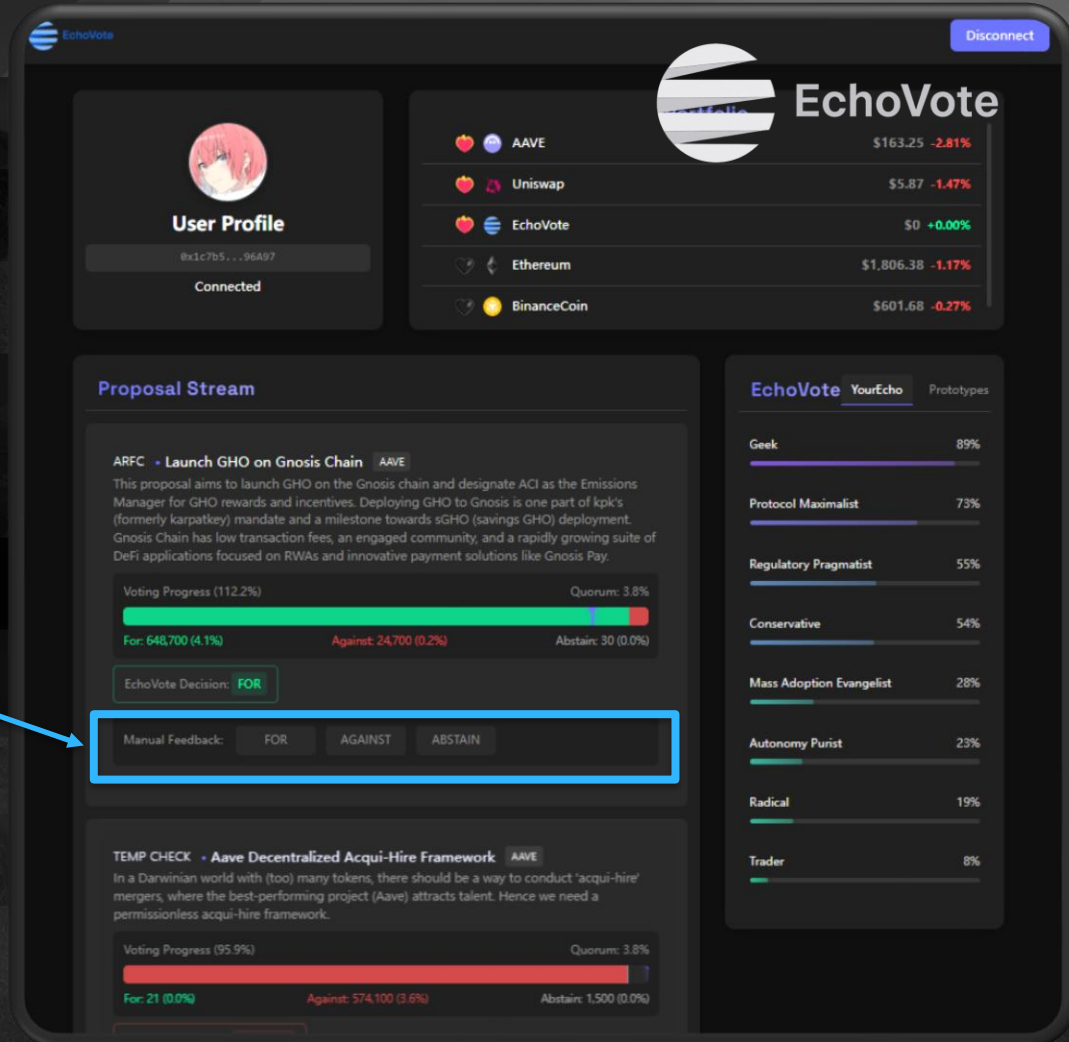 EchoVote
Disconnect
EchoVote
AAVE $163.25 -2.81%
Uniswap $5.87 -1.47%
EchoVote $0 +0.00%
Ethereum $1,806.38 -1.17%
BinanceCoin $601.68 -0.27%
User Profile
0x1c7b5...96A97
Connected
Proposal Stream
ARFC • Launch GHO on Gnosis Chain AAVE
This proposal aims to launch GHO on the Gnosis chain and designate ACI as the Emissions
Manager for GHO rewards and incentives. Deploying GHO to Gnosis is one part of kpk's
(formerly karpatkey) mandate and a milestone towards sGHO (savings GHO) deployment.
Gnosis Chain has low transaction fees, an engaged community, and a rapidly growing suite of
DeFi applications focused on RWAs and innovative payment solutions like Gnosis Pay.
Voting Progress (112.2%) Quorum: 3.8%
For: 648,700 (4.1%) Against: 24,700 (0.2%) Abstain: 30 (0.0%)
EchoVote Decision: FOR
Manual Feedback: FOR AGAINST ABSTAIN
TEMP CHECK • Aave Decentralized Acqui-Hire Framework AAVE
In a Darwinian world with (too) many tokens, there should be a way to conduct 'acqui-hire'
mergers, where the best-performing project (Aave) attracts talent. Hence we need a
permissionless acqui-hire framework.
Voting Progress (95.9%) Quorum: 3.8%
For: 21 (0.0%) Against: 574,100 (3.6%) Abstain: 1,500 (0.0%)
EchoVote YourEcho Prototypes
Geek 89%
Protocol Maximalist 73%
Regulatory Pragmatist 55%
Conservative 54%
Mass Adoption Evangelist 28%
Autonomy Purist 23%
Radical 19%
Trader 8%